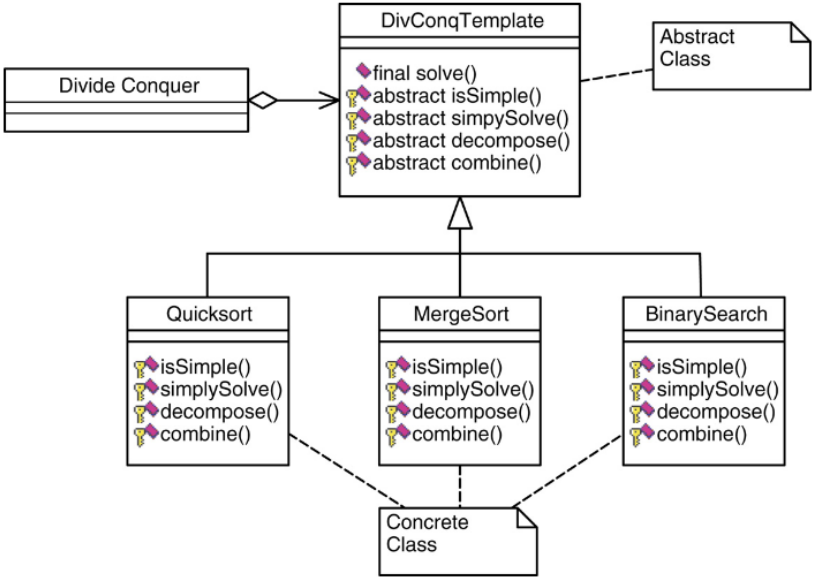 DivConqTemplate
final solve()
abstract isSimple()
abstract simpySolve()
abstract decompose()
abstract combine()
Abstract
Class
Divide Conquer
Quicksort
isSimple()
simplySolve()
decompose()
combine()
MergeSort
isSimple()
simplySolve()
decompose()
combine()
BinarySearch
isSimple()
simplySolve()
decompose()
combine()
Concrete
Class